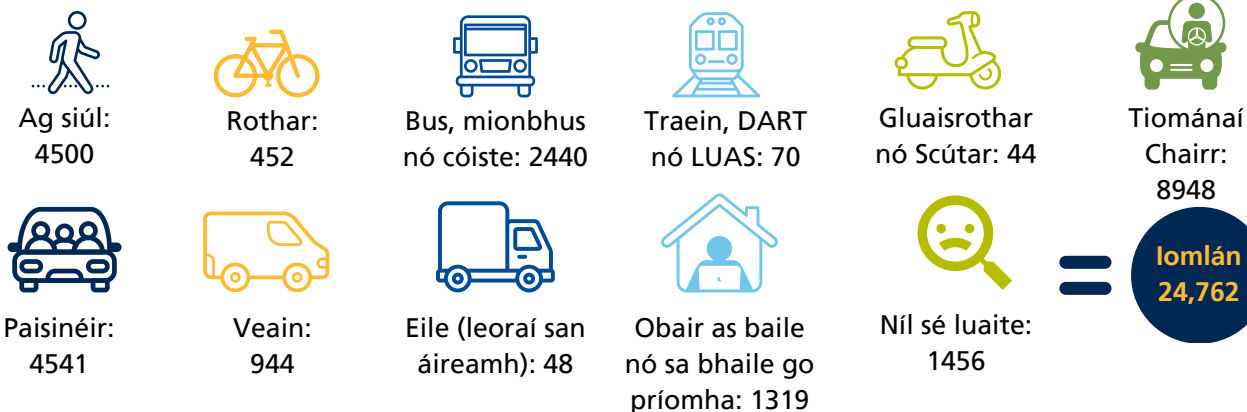 Ag siúl:
4500
Rothar:
452
Bus, mionbhus
nó cóiste: 2440
Traein, DART
nó LUAS: 70
Gluaisrothar
nó Scútar: 44
Tiománaí
Chairr:
8948
Paisinéir:
4541
Veain:
944
Eile (leoraí san
áireamh): 48
Obair as baile
nó sa bhaile go
príomha: 1319
Níl sé luaite:
1456
=
Iomlán
24,762